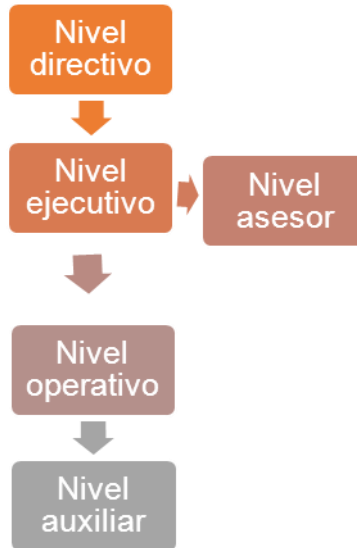 Nivel
directivo
Nivel
ejecutivo
Nivel
asesor
Nivel
operativo
Nivel
auxiliar